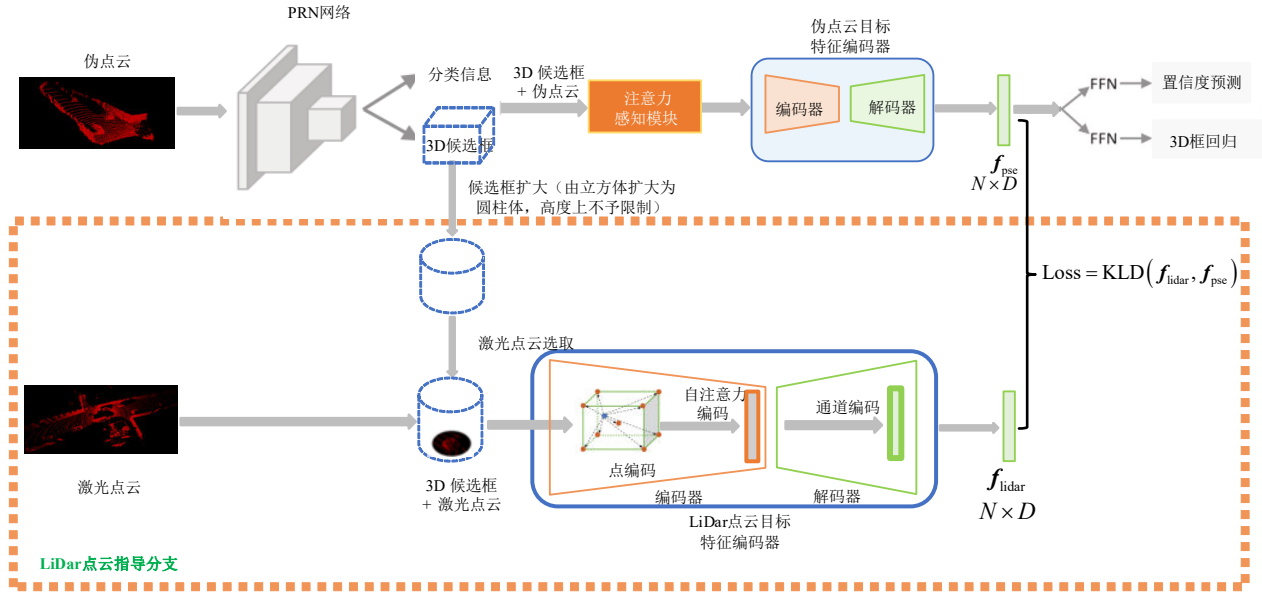 PRN网络
伪点云
分类信息
3D候选框
3D 候选框
+ 伪点云
注意力
感知模块
伪点云目标
特征编码器
编码器
解码器
f_pse
N×D
FFN
置信度预测
FFN
3D框回归
候选框扩大（由立方体扩大为
圆柱体，高度上不予限制）
Loss = KLD(f_lidar, f_pse)
激光点云选取
激光点云
3D 候选框
+ 激光点云
点编码
自注意力
编码
编码器
通道编码
解码器
LiDar点云目标
特征编码器
f_lidar
N×D
LiDar点云指导分支